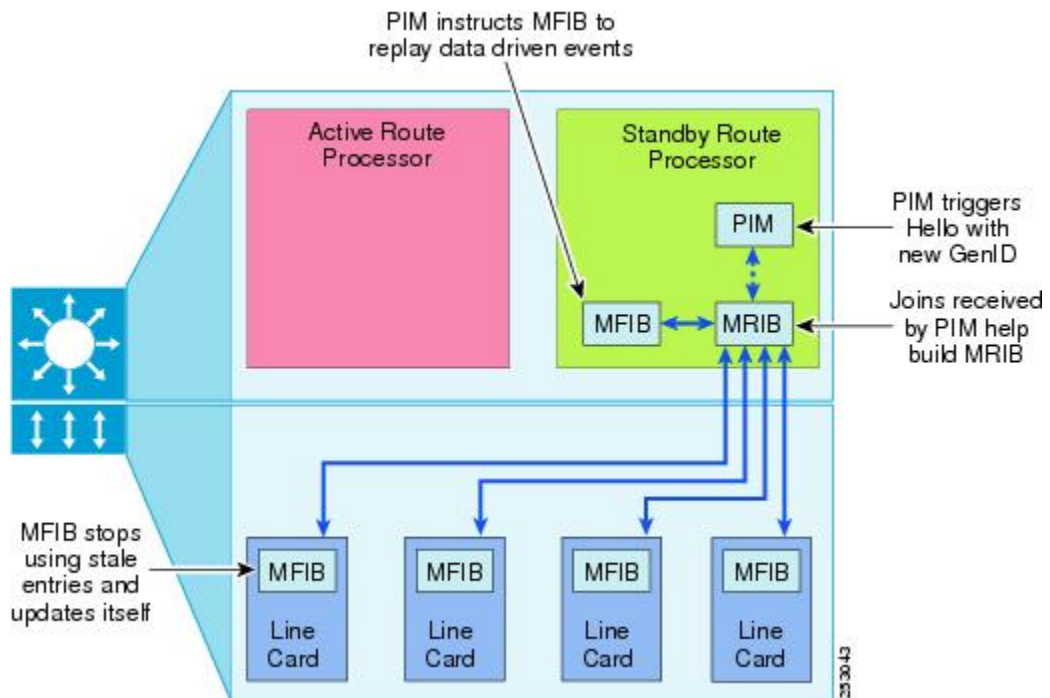 PIM instructs MFIB to
replay data driven events
Active Route
Processor
Standby Route
Processor
PIM
PIM triggers
Hello with
new GenID
MFIB
MRIB
Joins received
by PIM help
build MRIB
MFIB stops
using stale
entries and
updates itself
MFIB
Line
Card
MFIB
Line
Card
MFIB
Line
Card
MFIB
Line
Card
253043